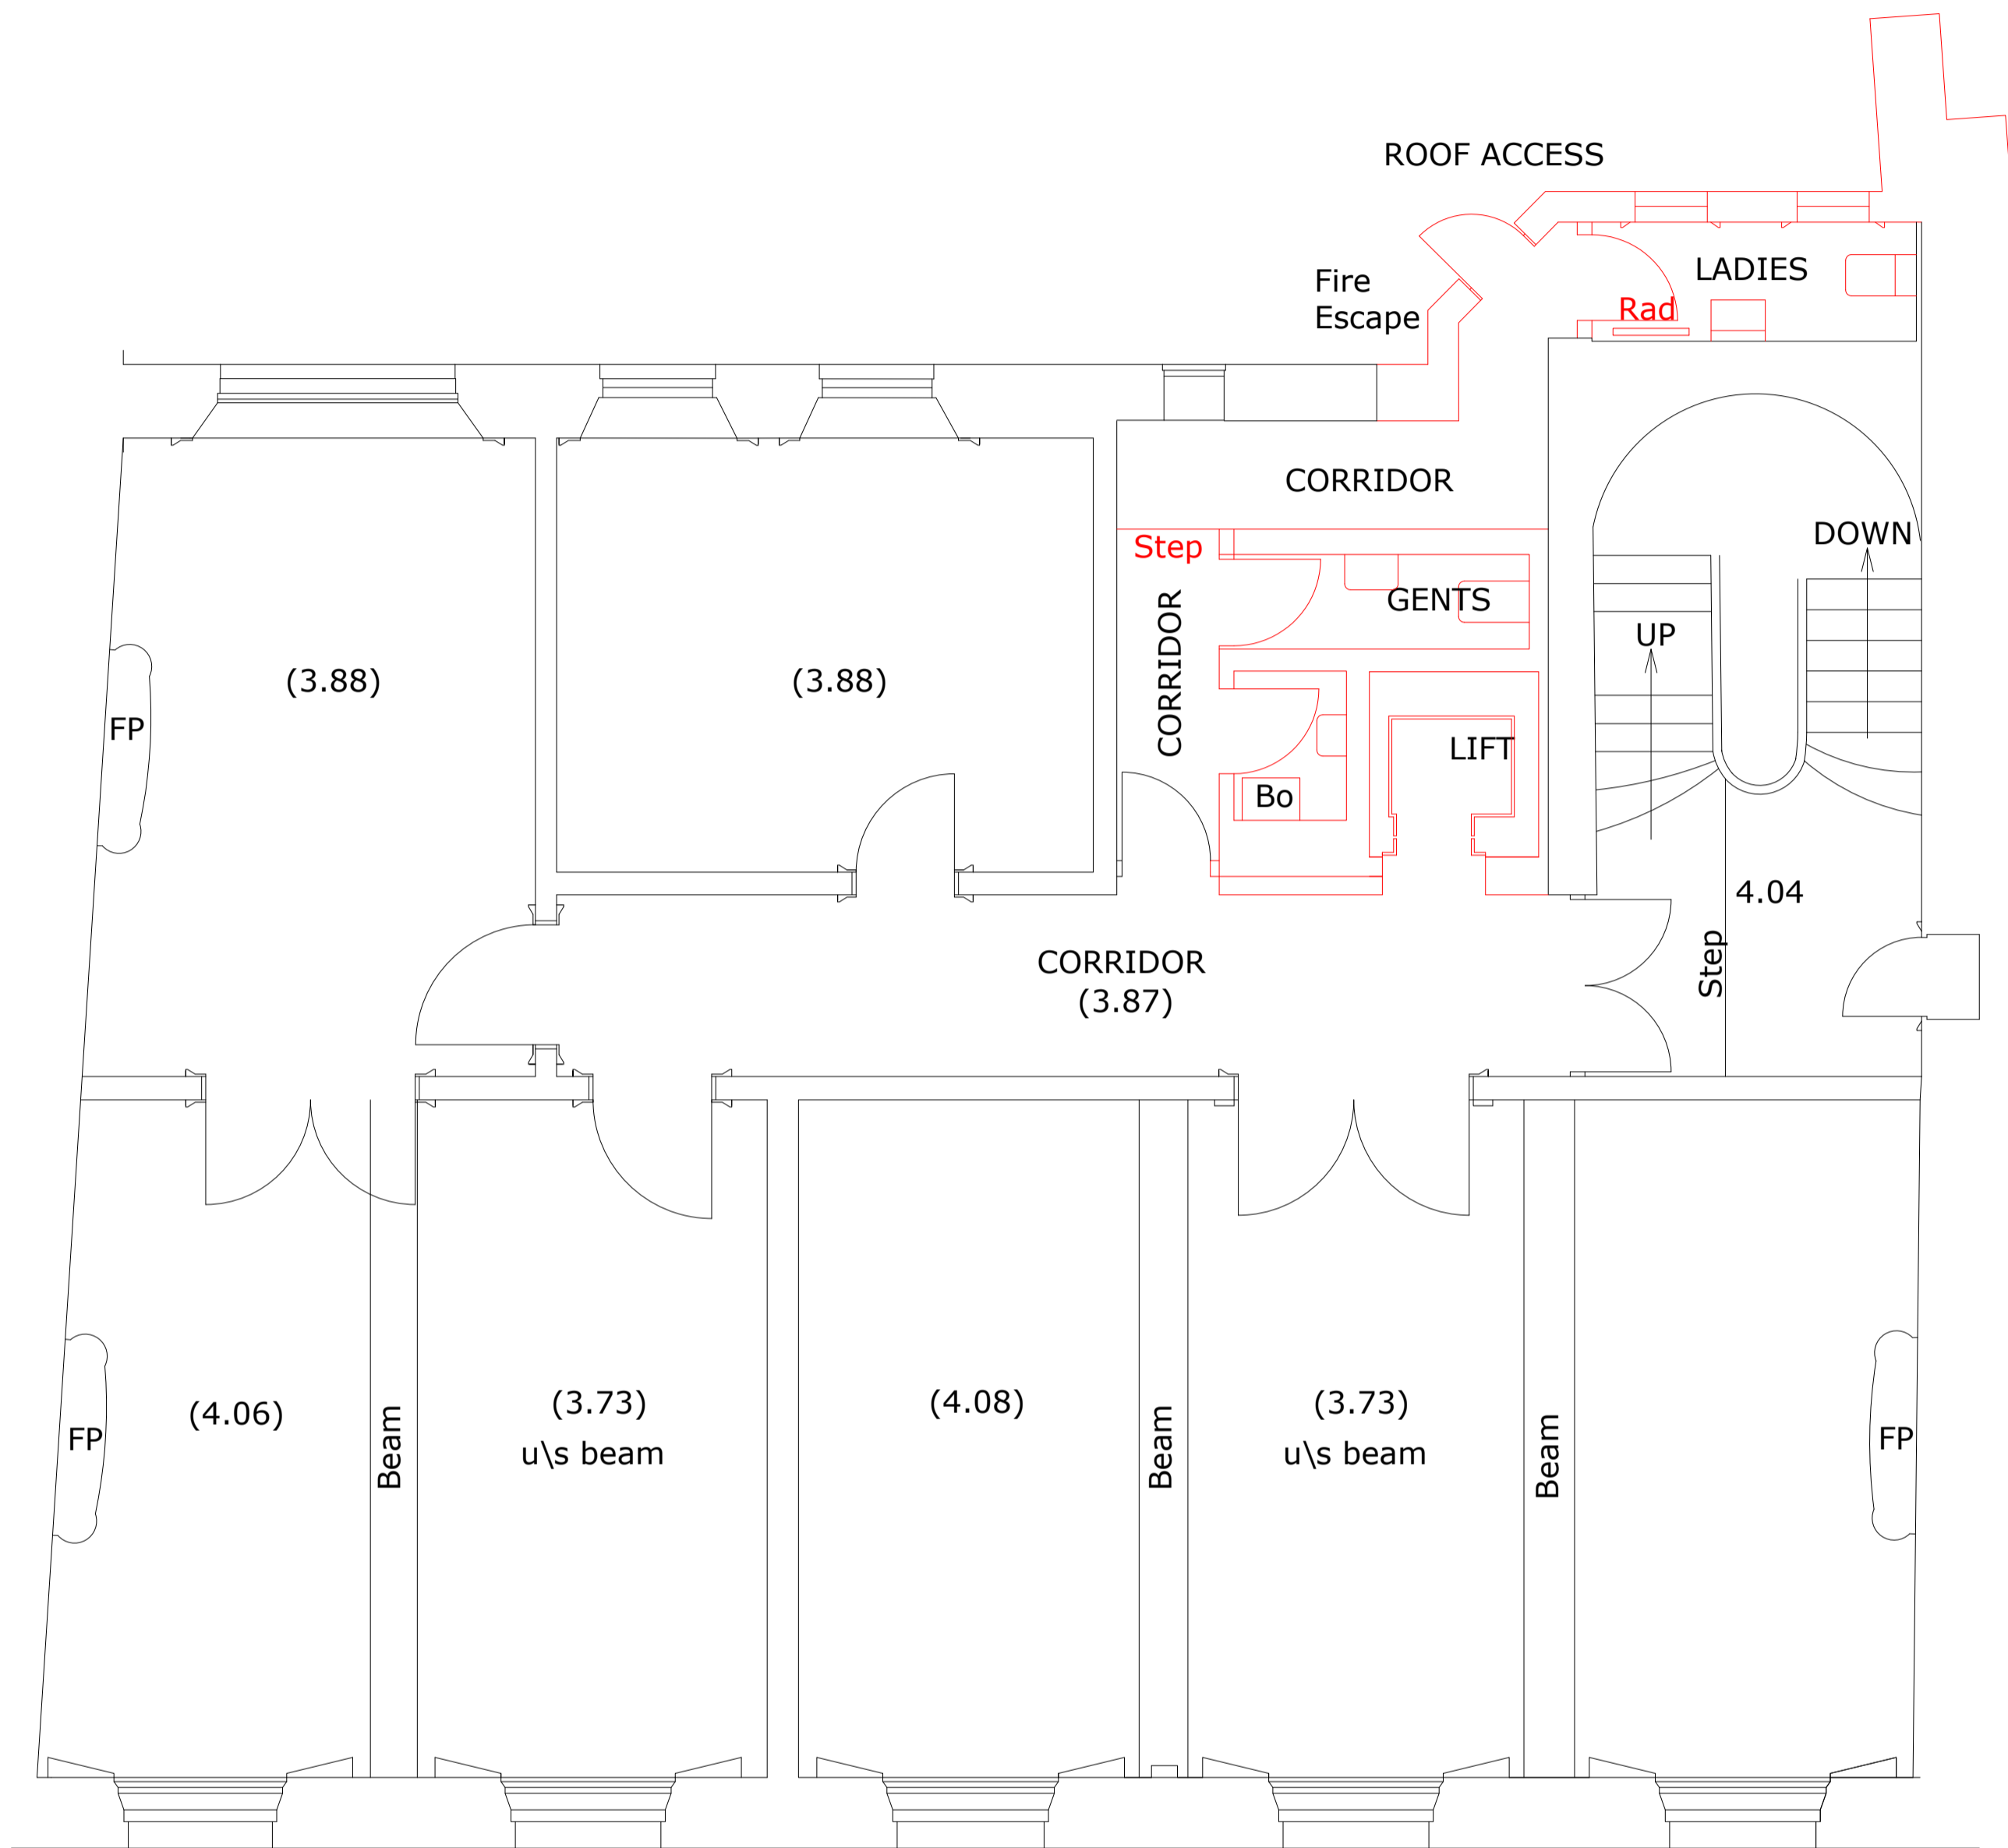 ROOF ACCESS
LADIES
Fire
Escape
Rad
CORRIDOR
DOWN
Step
GENTS
CORRIDOR
UP
(3.88)
(3.88)
FP
LIFT
Bo
4.04
Step
CORRIDOR
(3.87)
(4.06)
FP
Beam
(3.73)
u\s beam
(4.08)
Beam
(3.73)
u\s beam
Beam
FP